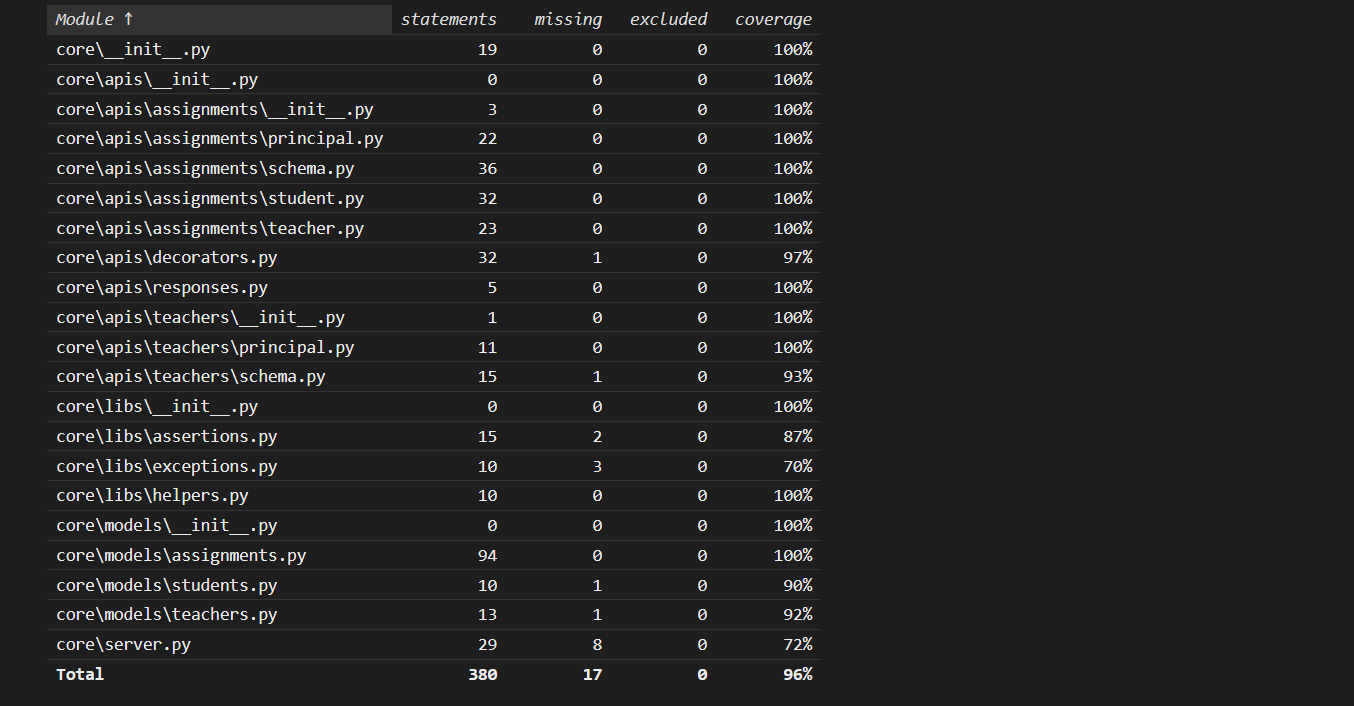 Module ↑ statements missing excluded coverage
core\__init__.py 19 0 0 100%
core\apis\__init__.py 0 0 0 100%
core\apis\assignments\__init__.py 3 0 0 100%
core\apis\assignments\principal.py 22 0 0 100%
core\apis\assignments\schema.py 36 0 0 100%
core\apis\assignments\student.py 32 0 0 100%
core\apis\assignments\teacher.py 23 0 0 100%
core\apis\decorators.py 32 1 0 97%
core\apis\responses.py 5 0 0 100%
core\apis\teachers\__init__.py 1 0 0 100%
core\apis\teachers\principal.py 11 0 0 100%
core\apis\teachers\schema.py 15 1 0 93%
core\libs\__init__.py 0 0 0 100%
core\libs\assertions.py 15 2 0 87%
core\libs\exceptions.py 10 3 0 70%
core\libs\helpers.py 10 0 0 100%
core\models\__init__.py 0 0 0 100%
core\models\assignments.py 94 0 0 100%
core\models\students.py 10 1 0 90%
core\models\teachers.py 13 1 0 92%
core\server.py 29 8 0 72%
Total 380 17 0 96%